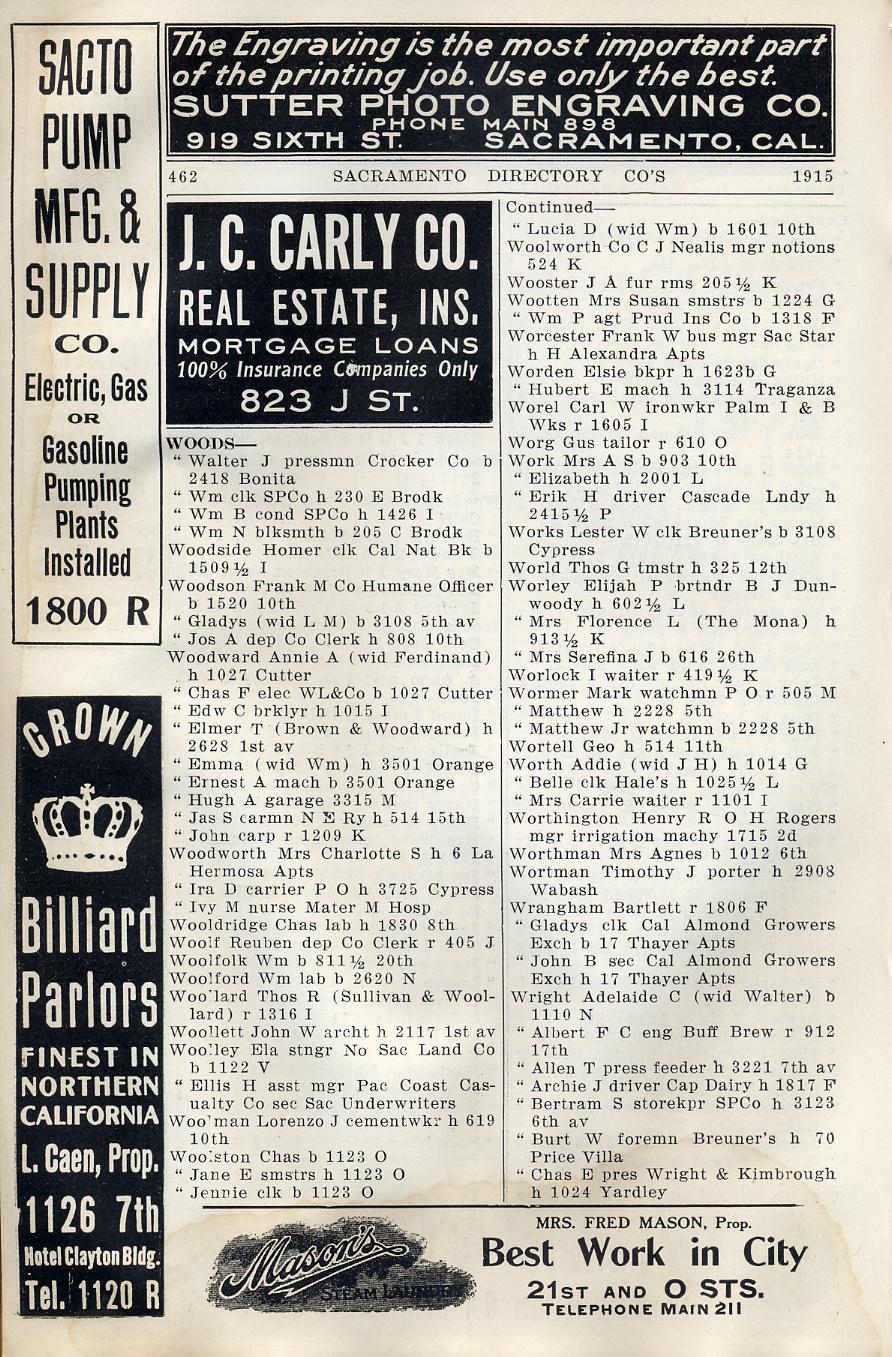 SACTO
PUMP
MFG. &
SUPPLY
CO.
Electric, Gas
OR
Gasoline
Pumping
Plants
Installed
1800 R
CROWN
Billiard
Parlors
FINEST IN
NORTHERN
CALIFORNIA
L. Caen, Prop.
1126 7th
Hotel Clayton Bldg.
Tel. 1120 R
The Engraving is the most important part
of the printing job. Use only the best.
SUTTER PHOTO ENGRAVING CO.
PHONE MAIN 898
919 SIXTH ST. SACRAMENTO, CAL.
462 SACRAMENTO DIRECTORY CO'S 1915
J. C. CARLY CO.
REAL ESTATE, INS.
MORTGAGE LOANS
100% Insurance Companies Only
823 J ST.
WOODS—
" Walter J pressmn Crocker Co b
2418 Bonita
" Wm clk SPCo h 230 E Brodk
" Wm B cond SPCo h 1426 I
" Wm N blksmth b 205 C Brodk
Woodside Homer clk Cal Nat Bk b
1509½ I
Woodson Frank M Co Humane Officer
b 1520 10th
" Gladys (wid L M) b 3108 5th av
" Jos A dep Co Clerk h 808 10th
Woodward Annie A (wid Ferdinand)
h 1027 Cutter
" Chas F elec WL&Co b 1027 Cutter
" Edw C brklyr h 1015 I
" Elmer T (Brown & Woodward) h
2628 1st av
" Emma (wid Wm) h 3501 Orange
" Ernest A mach b 3501 Orange
" Hugh A garage 3315 M
" Jas S carmn N E Ry h 514 15th
" John carp r 1209 K
Woodworth Mrs Charlotte S h 6 La
Hermosa Apts
" Ira D carrier P O h 3725 Cypress
" Ivy M nurse Mater M Hosp
Wooldridge Chas lab h 1830 8th
Woolf Reuben dep Co Clerk r 405 J
Woolfolk Wm b 811½ 20th
Woolford Wm lab b 2620 N
Woo'lard Thos R (Sullivan & Wool-
lard) r 1316 I
Woollett John W archt h 2117 1st av
Woolley Ela stngr No Sac Land Co
b 1122 V
" Ellis H asst mgr Pac Coast Cas-
ualty Co sec Sac Underwriters
Woo'man Lorenzo J cementwkr h 619
10th
Woolston Chas b 1123 O
" Jane E smstrs h 1123 O
" Jennie clk b 1123 O
Continued—
" Lucia D (wid Wm) b 1601 10th
Woolworth Co C J Nealis mgr notions
524 K
Wooster J A fur rms 205½ K
Wootten Mrs Susan smstrs b 1224 G
" Wm P agt Prud Ins Co b 1318 F
Worcester Frank W bus mgr Sac Star
h H Alexandra Apts
Worden Elsie bkpr h 1623b G
" Hubert E mach h 3114 Traganza
Worel Carl W ironwkr Palm I & B
Wks r 1605 I
Worg Gus tailor r 610 O
Work Mrs A S b 903 10th
" Elizabeth h 2001 L
" Erik H driver Cascade Lndy h
2415½ P
Works Lester W clk Breuner's b 3108
Cypress
World Thos G tmstr h 325 12th
Worley Elijah P brtndr B J Dun-
woody h 602½ L
" Mrs Florence L (The Mona) h
913½ K
" Mrs Serefina J b 616 26th
Worlock I waiter r 419½ K
Wormer Mark watchmn P O r 505 M
" Matthew h 2228 5th
" Matthew Jr watchmn b 2228 5th
Wortell Geo h 514 11th
Worth Addie (wid J H) h 1014 G
" Belle clk Hale's h 1025½ L
" Mrs Carrie waiter r 1101 I
Worthington Henry R O H Rogers
mgr irrigation machy 1715 2d
Worthman Mrs Agnes b 1012 6th
Wortman Timothy J porter h 2908
Wabash
Wrangham Bartlett r 1806 F
" Gladys clk Cal Almond Growers
Exch b 17 Thayer Apts
" John B sec Cal Almond Growers
Exch h 17 Thayer Apts
Wright Adelaide C (wid Walter) b
1110 N
" Albert F C eng Buff Brew r 912
17th
" Allen T press feeder h 3221 7th av
" Archie J driver Cap Dairy h 1817 F
" Bertram S storekpr SPCo h 3123
6th av
" Burt W foremn Breuner's h 70
Price Villa
" Chas E pres Wright & Kimbrough
h 1024 Yardley
Mason's
STEAM LAUNDRY
MRS. FRED MASON, Prop.
Best Work in City
21ST AND O STS.
TELEPHONE MAIN 211